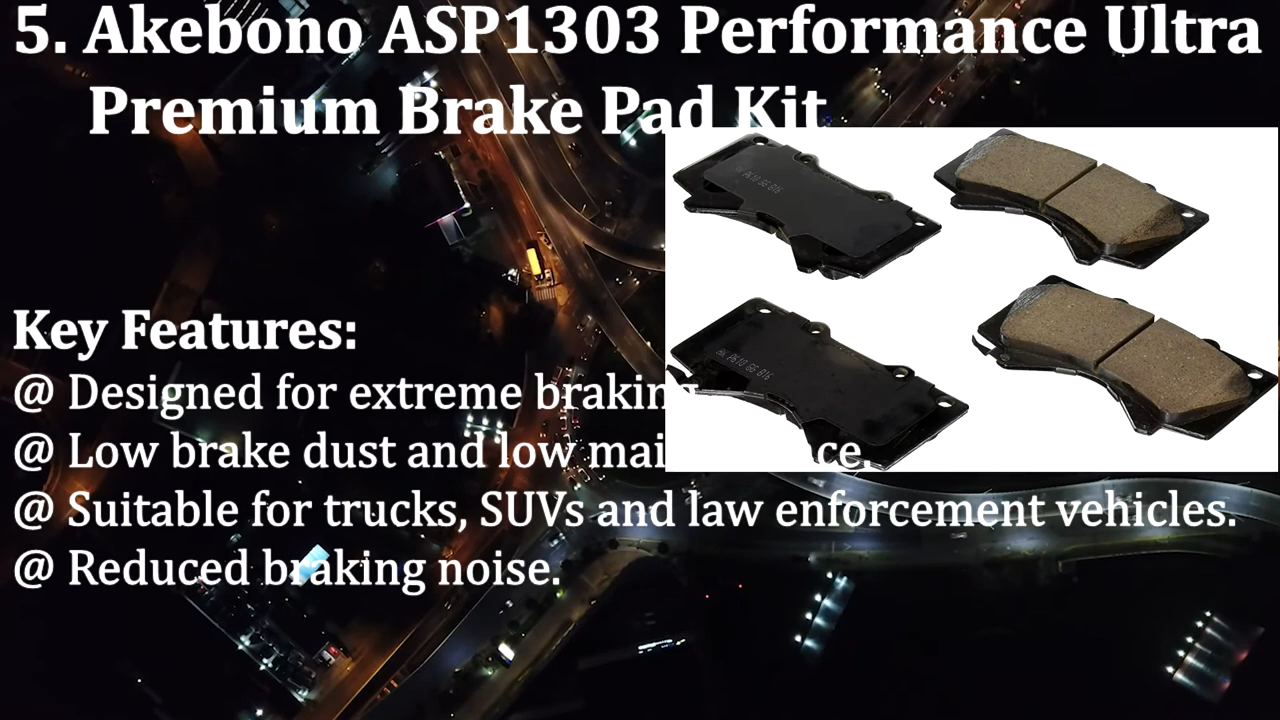 5. Akebono ASP1303 Performance Ultra
Premium Brake Pad Kit
Key Features:
@ Designed for extreme braking.
@ Low brake dust and low mai ce.
@ Suitable for trucks, SUVs and law enforcement vehicles.
@ Reduced braking noise.